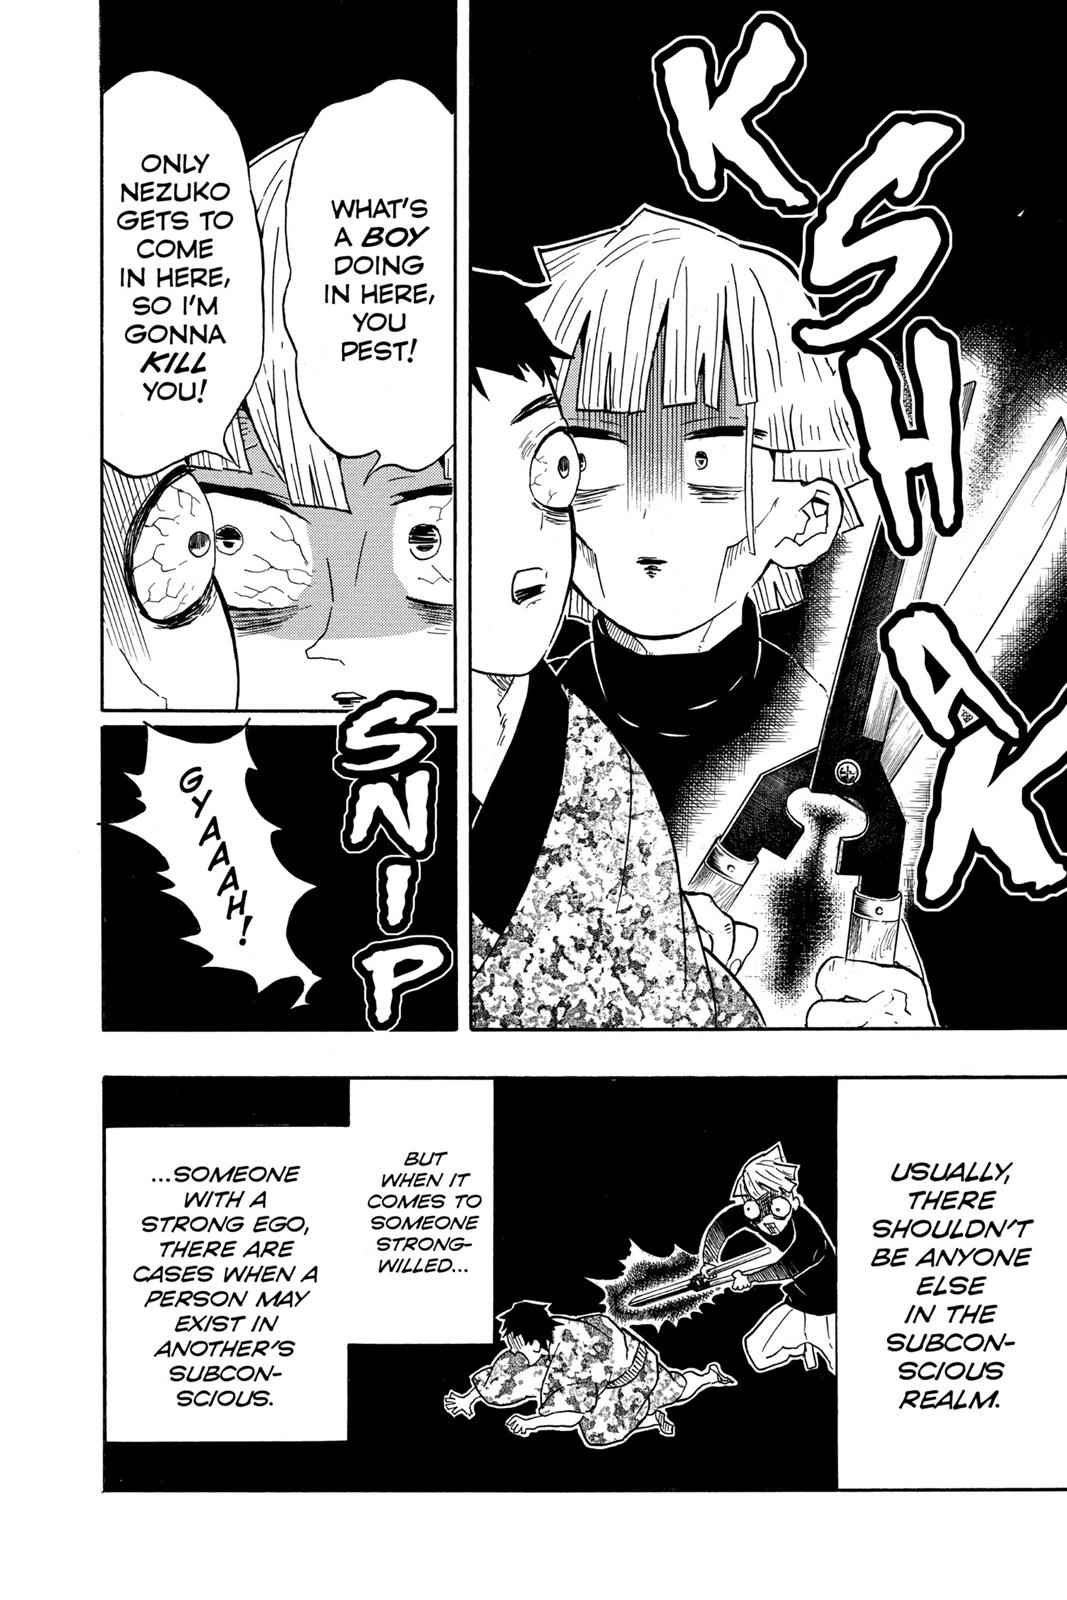 KSHAK
WHAT'S
A BOY
DOING
IN HERE,
YOU
PEST!
ONLY
NEZUKO
GETS TO
COME
IN HERE,
SO I'M
GONNA
KILL
YOU!
SNIP
GYAAAH!
USUALLY,
THERE
SHOULDN'T
BE ANYONE
ELSE
IN THE
SUBCON-
SCIOUS
REALM.
BUT
WHEN IT
COMES TO
SOMEONE
STRONG-
WILLED...
...SOMEONE
WITH A
STRONG EGO,
THERE ARE
CASES WHEN A
PERSON MAY
EXIST IN
ANOTHER'S
SUBCON-
SCIOUS.